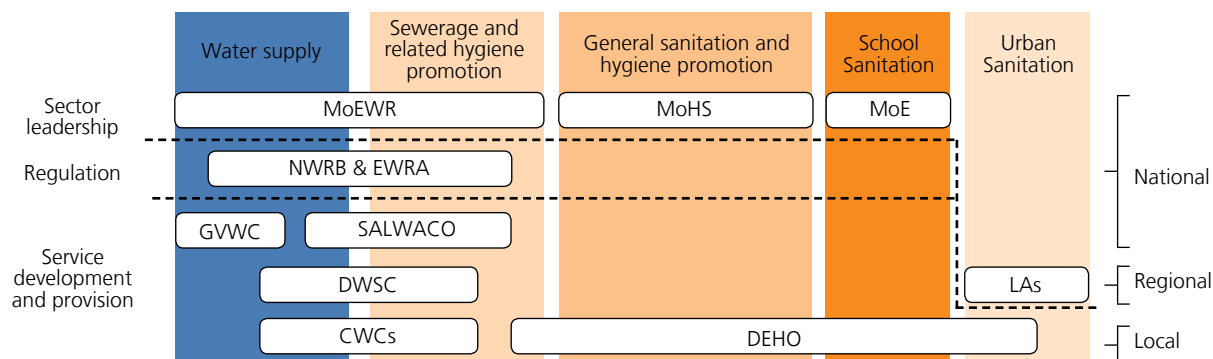 Water supply
Sewerage and
related hygiene
promotion
General sanitation and
hygiene promotion
School
Sanitation
Urban
Sanitation
Sector
leadership
MoEWR
MoHS
MoE
Regulation
NWRB & EWRA
National
GVWC
SALWACO
Service
development
and provision
DWSC
LAs
Regional
CWCs
DEHO
Local